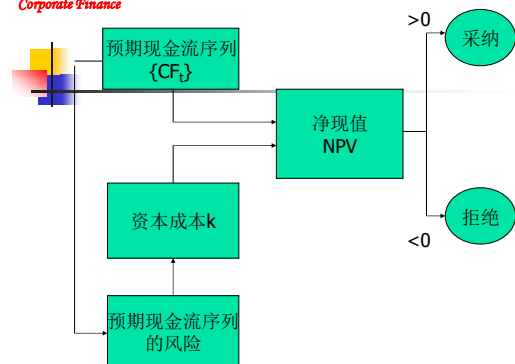 Corporate Finance
预期现金流序列
{CFt}
净现值
NPV
>0
采纳
<0
拒绝
资本成本k
预期现金流序列
的风险